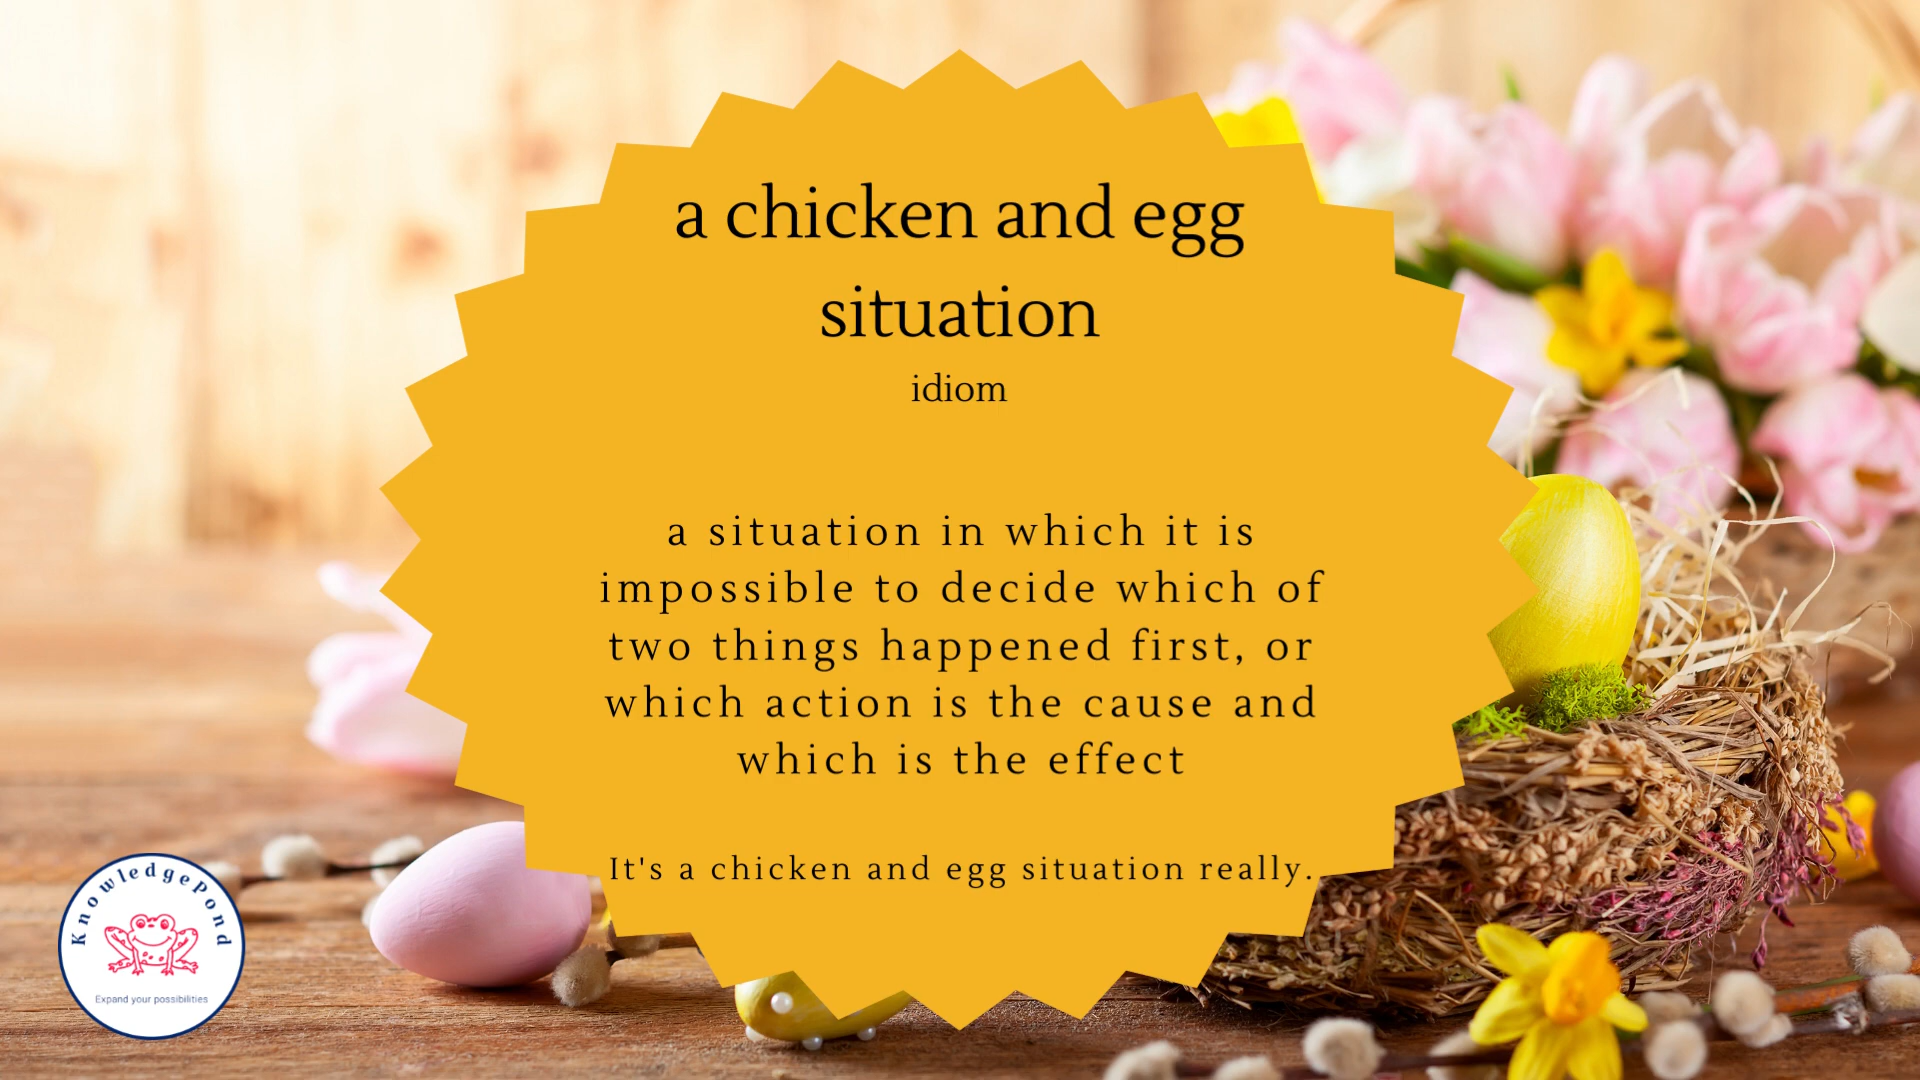 a chicken and egg
situation
idiom
a situation in which it is
impossible to decide which of
two things happened first, or
which action is the cause and
which is the effect
It's a chicken and egg situation really.
KnowledgePond
Expand your possibilities